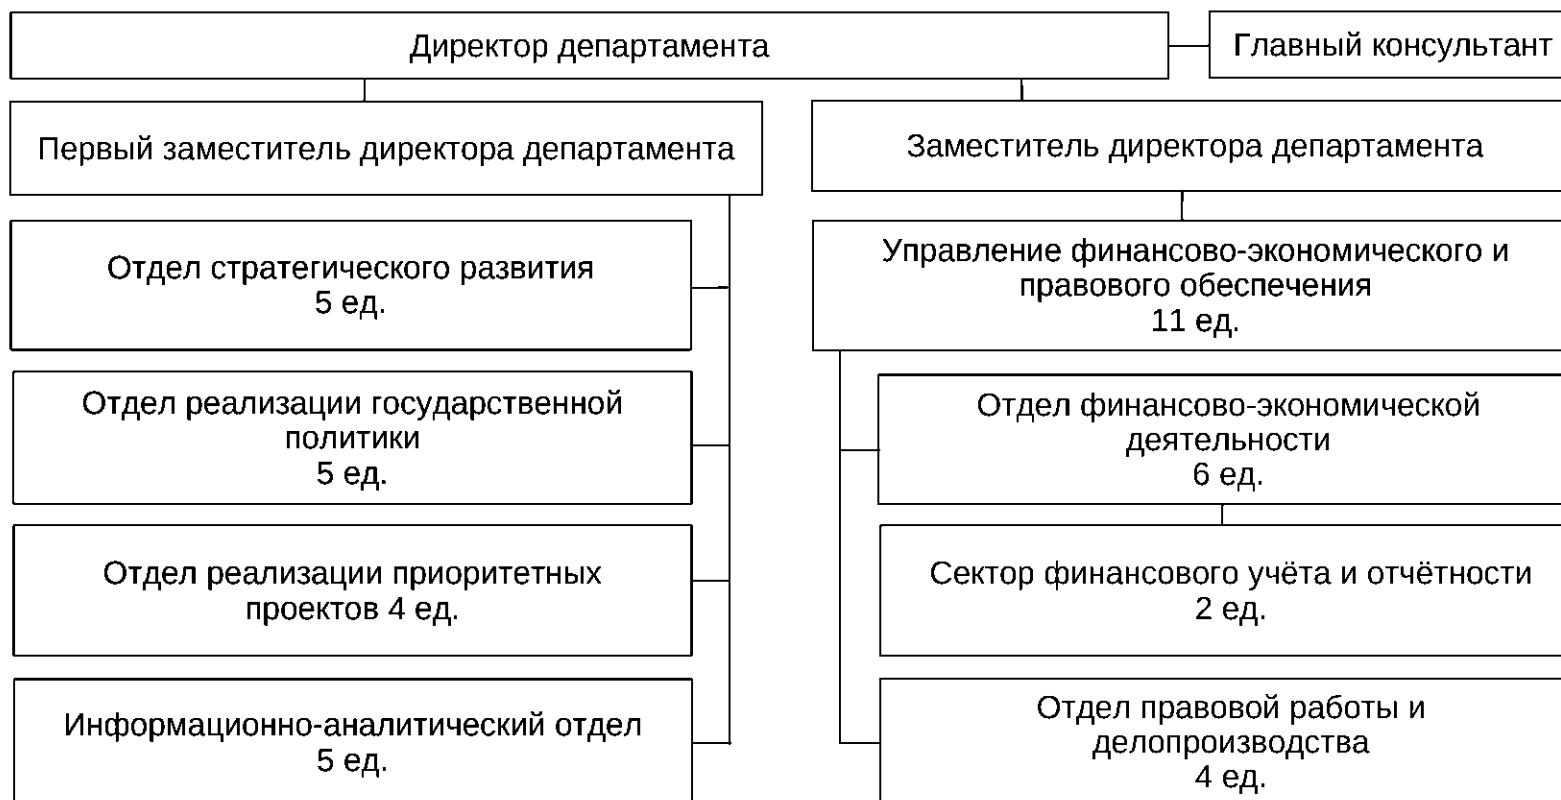 Директор департамента
Главный консультант
Первый заместитель директора департамента
Заместитель директора департамента
Отдел стратегического развития
5 ед.
Отдел реализации государственной
политики
5 ед.
Отдел реализации приоритетных
проектов 4 ед.
Информационно-аналитический отдел
5 ед.
Управление финансово-экономического и
правового обеспечения
11 ед.
Отдел финансово-экономической
деятельности
6 ед.
Сектор финансового учёта и отчётности
2 ед.
Отдел правовой работы и
делопроизводства
4 ед.